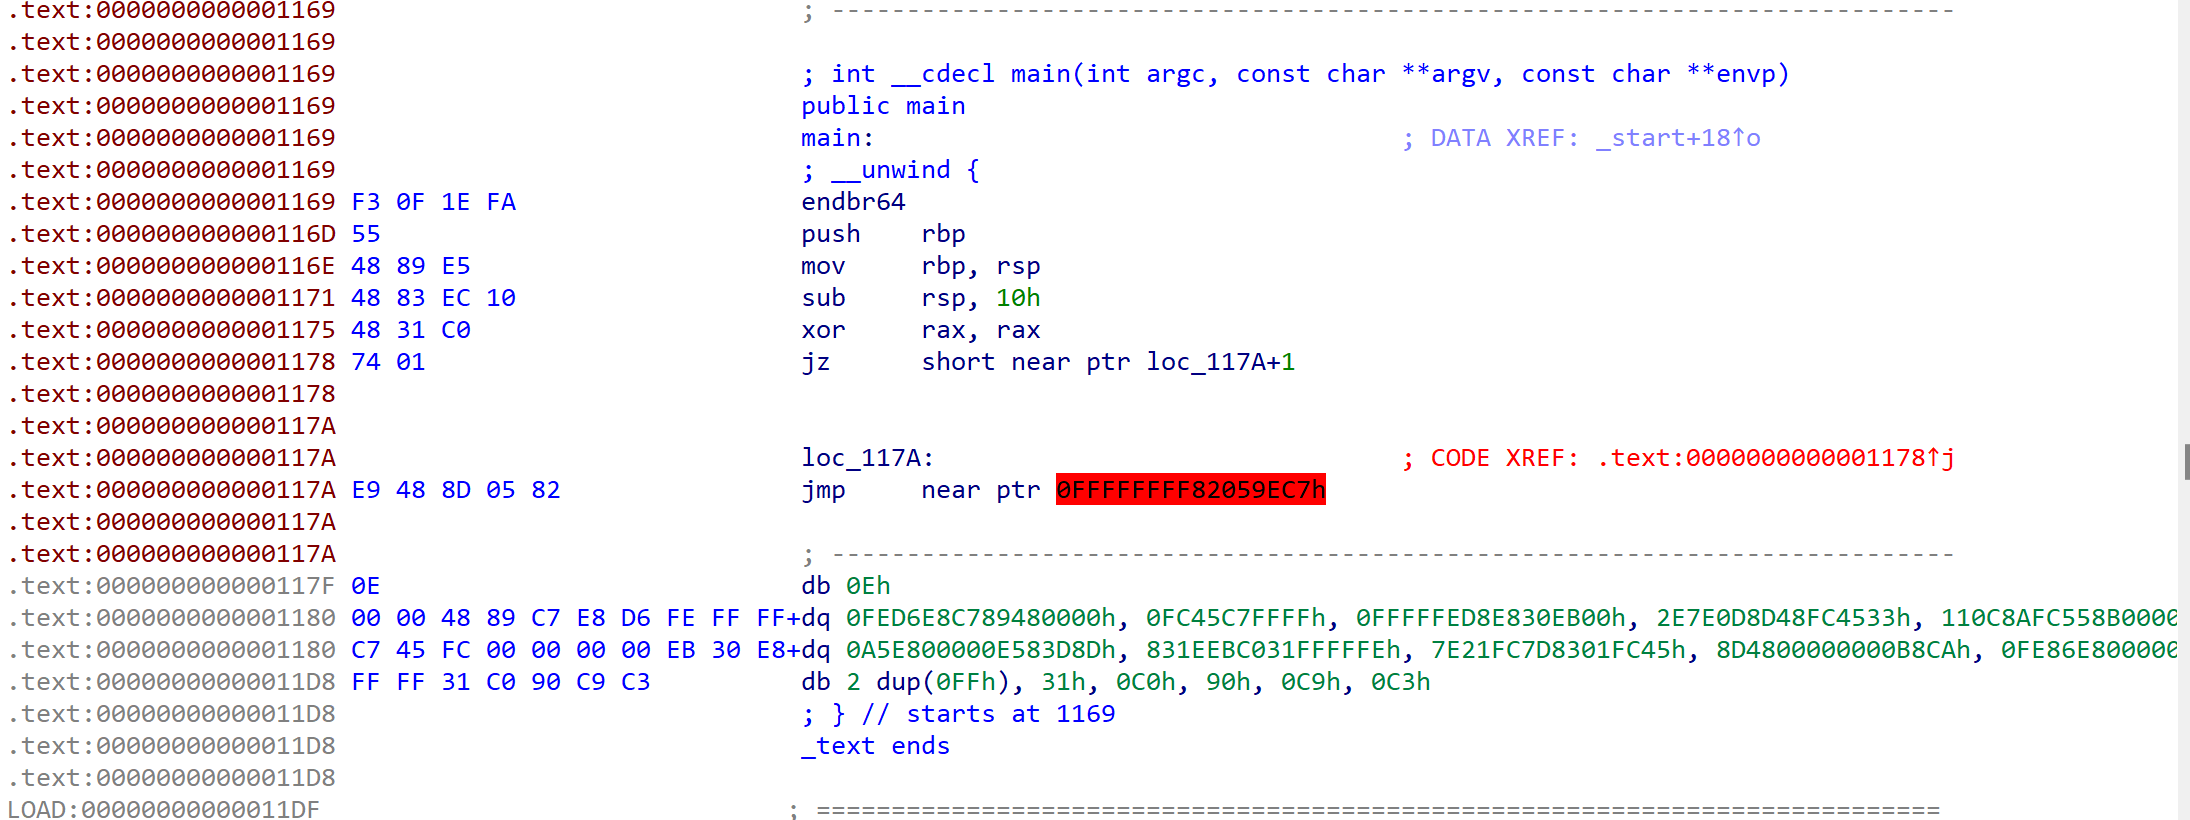 .text:0000000000001169 ; ---------------------------------------------------------------------------
.text:0000000000001169
.text:0000000000001169 ; int __cdecl main(int argc, const char **argv, const char **envp)
.text:0000000000001169 public main
.text:0000000000001169 main: ; DATA XREF: _start+18↑o
.text:0000000000001169 ; __unwind {
.text:0000000000001169 F3 0F 1E FA endbr64
.text:000000000000116D 55 push rbp
.text:000000000000116E 48 89 E5 mov rbp, rsp
.text:0000000000001171 48 83 EC 10 sub rsp, 10h
.text:0000000000001175 48 31 C0 xor rax, rax
.text:0000000000001178 74 01 jz short near ptr loc_117A+1
.text:0000000000001178
.text:000000000000117A
.text:000000000000117A loc_117A: ; CODE XREF: .text:0000000000001178↑j
.text:000000000000117A E9 48 8D 05 82 jmp near ptr 0FFFFFFFF82059EC7h
.text:000000000000117A
.text:000000000000117A ; ---------------------------------------------------------------------------
.text:000000000000117F 0E db 0Eh
.text:0000000000001180 00 00 48 89 C7 E8 D6 FE FF FF+dq 0FED6E8C789480000h, 0FC45C7FFFFh, 0FFFFFED8E830EB00h, 2E7E0D8D48FC4533h, 110C8AFC558B0000
.text:0000000000001180 C7 45 FC 00 00 00 00 EB 30 E8+dq 0A5E800000E583D8Dh, 831EEBC031FFFFFEh, 7E21FC7D8301FC45h, 8D4800000000B8CAh, 0FE86E800000
.text:00000000000011D8 FF FF 31 C0 90 C9 C3 db 2 dup(0FFh), 31h, 0C0h, 90h, 0C9h, 0C3h
.text:00000000000011D8 ; } // starts at 1169
.text:00000000000011D8 _text ends
.text:00000000000011D8
LOAD:00000000000011DF ; ===========================================================================